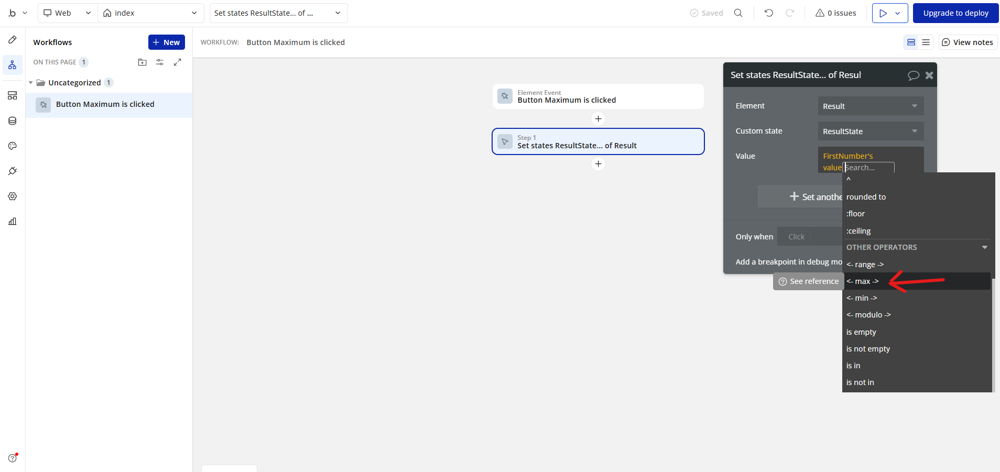 .b
Web
index
Set states ResultState... of ...
Saved
0 issues
Upgrade to deploy
Workflows
New
WORKFLOW: Button Maximum is clicked
View notes
ON THIS PAGE 1
Uncategorized 1
Button Maximum is clicked
Element Event
Button Maximum is clicked
Step 1
Set states ResultState... of Result
Set states ResultState... of Resul
Element
Result
Custom state
ResultState
Value
FirstNumber's
value
Search...
^
rounded to
:floor
:ceiling
Set anothe
Only when
Click
OTHER OPERATORS
Add a breakpoint in debug mo
<- range ->
See reference
<- max ->
<- min ->
<- modulo ->
is empty
is not empty
is in
is not in